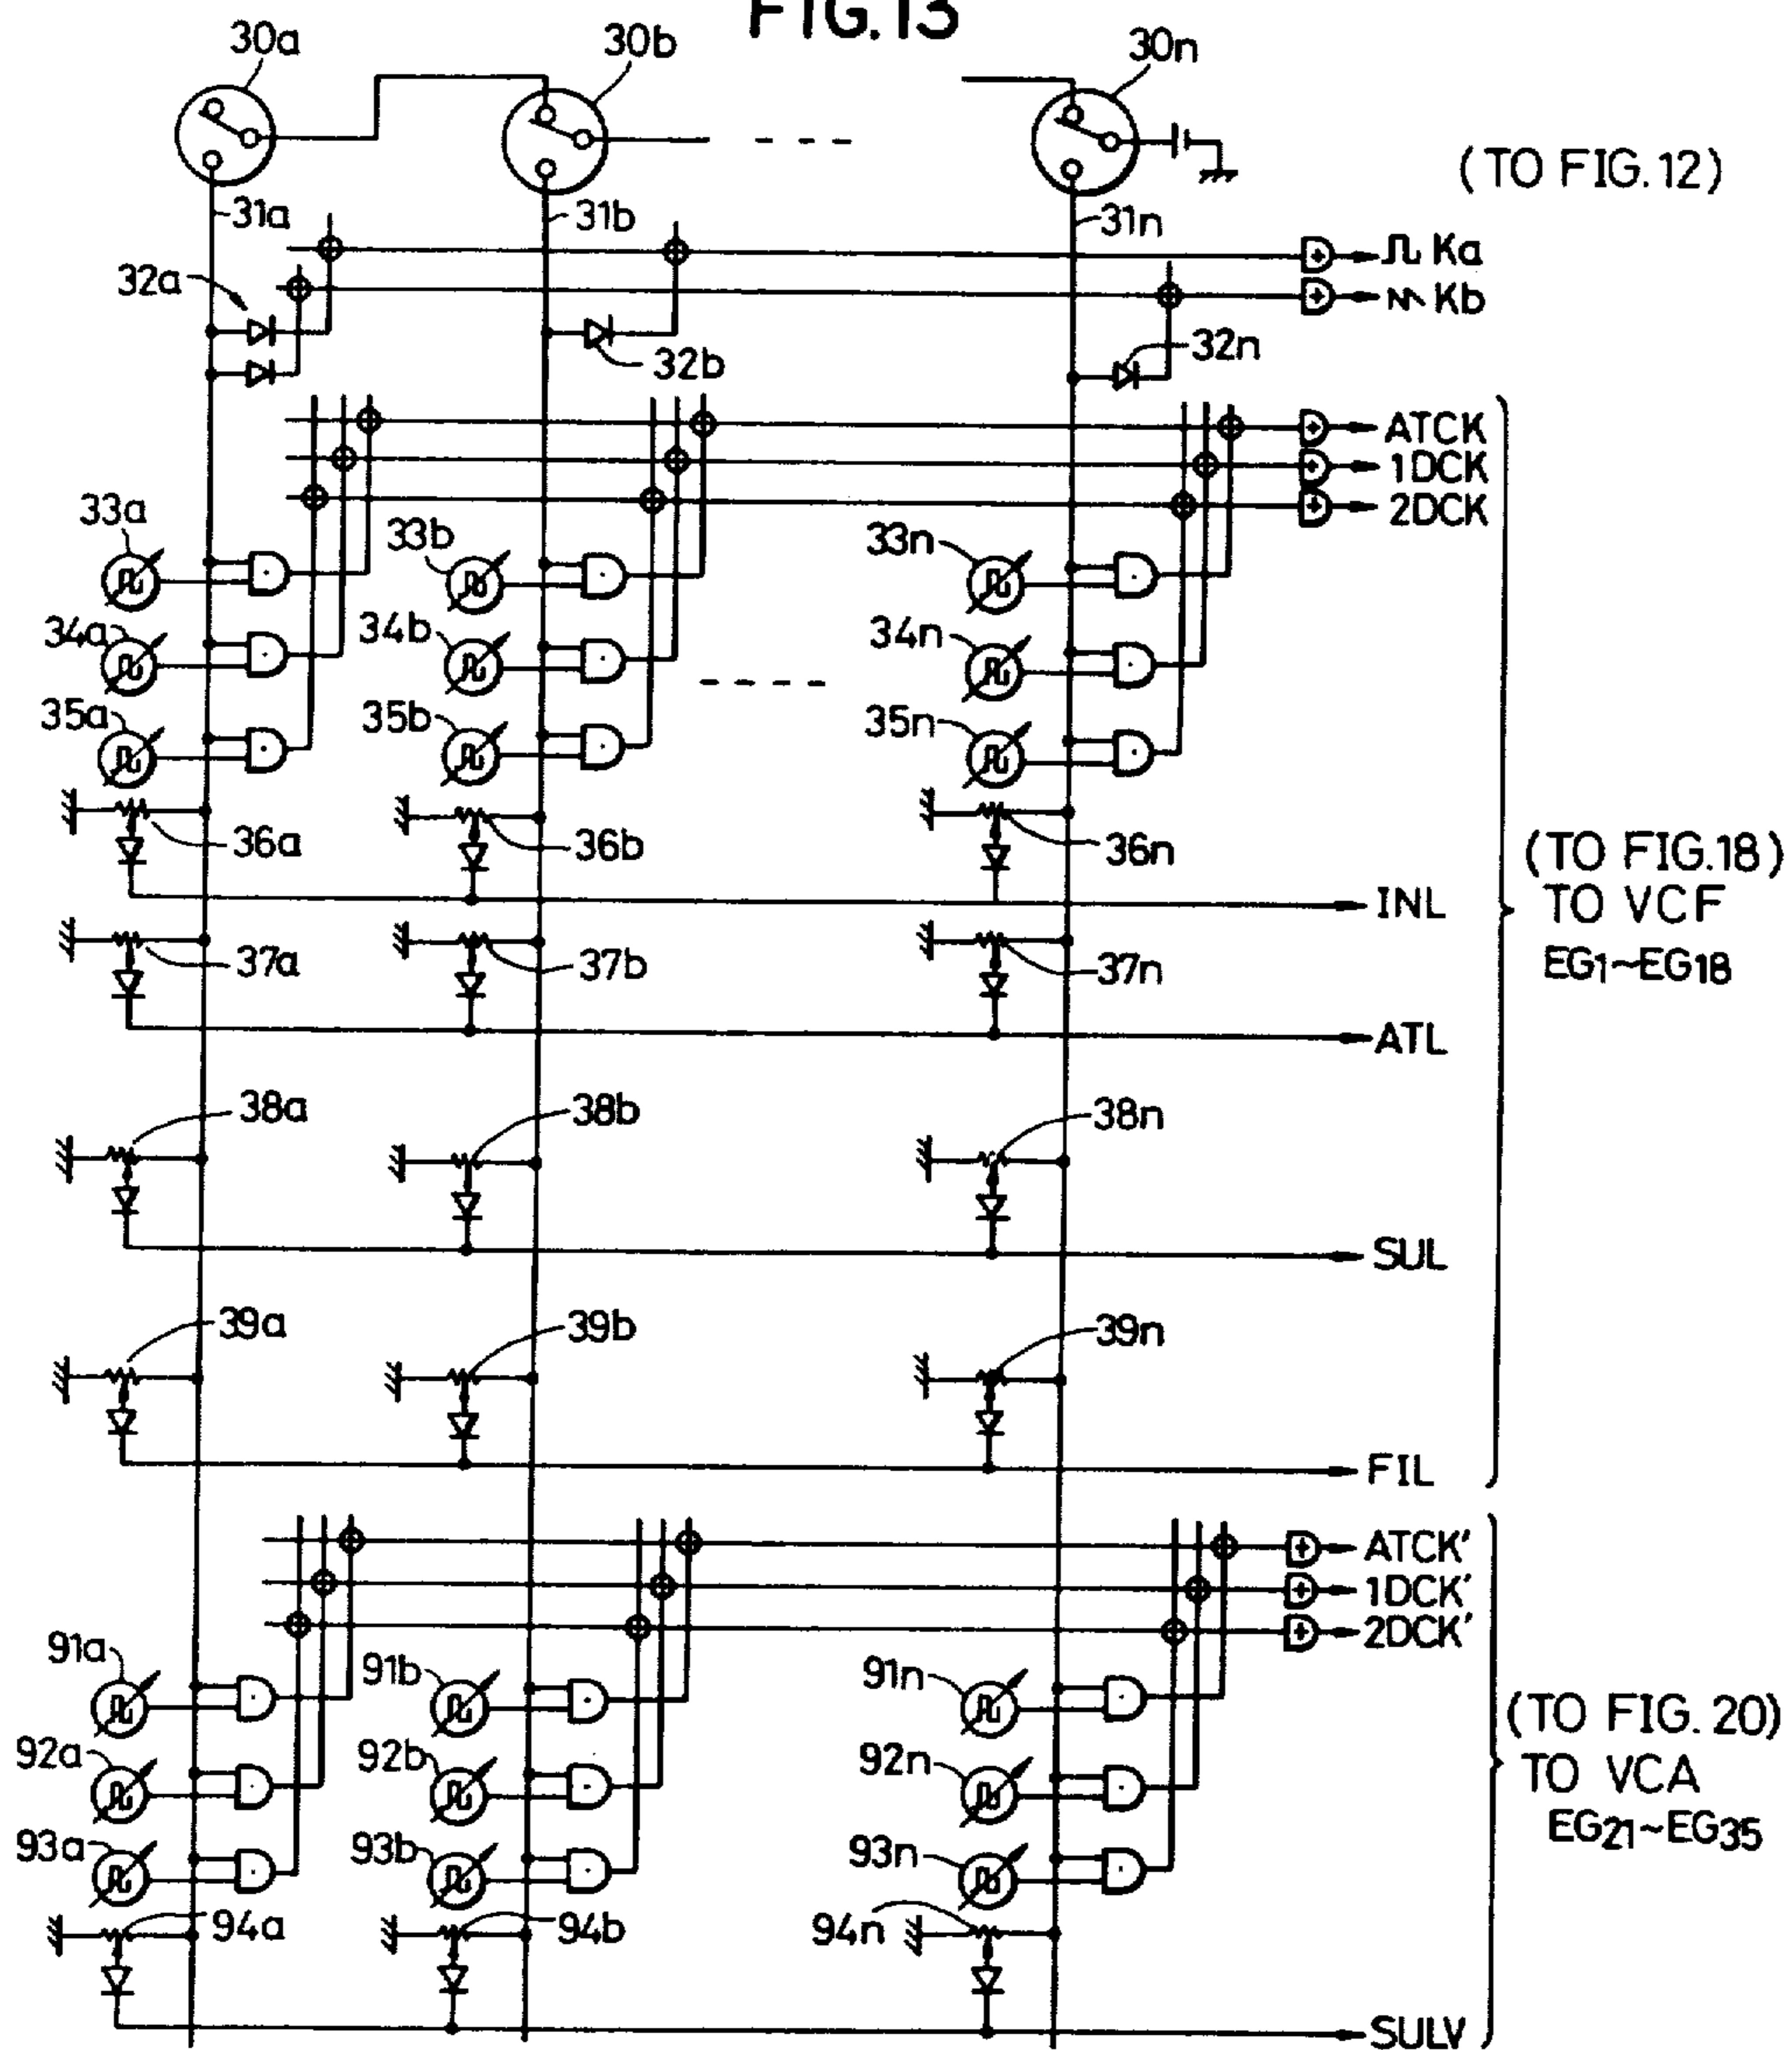 FIG.13
30a 30b 30n
(TO FIG.12)
31a 31b 31n
Ka
32a Kb
32b 32n
ATCK
1DCK
2DCK
33a 33b 33n
34a 34b 34n
35a 35b 35n
36a 36b 36n
(TO FIG.18)
TO VCF
EG1~EG18
INL
37a 37b 37n
ATL
38a 38b 38n
SUL
39a 39b 39n
FIL
ATCK'
1DCK'
2DCK'
91a 91b 91n
(TO FIG.20)
TO VCA
EG21~EG35
92a 92b 92n
93a 93b 93n
94a 94b 94n
SULV